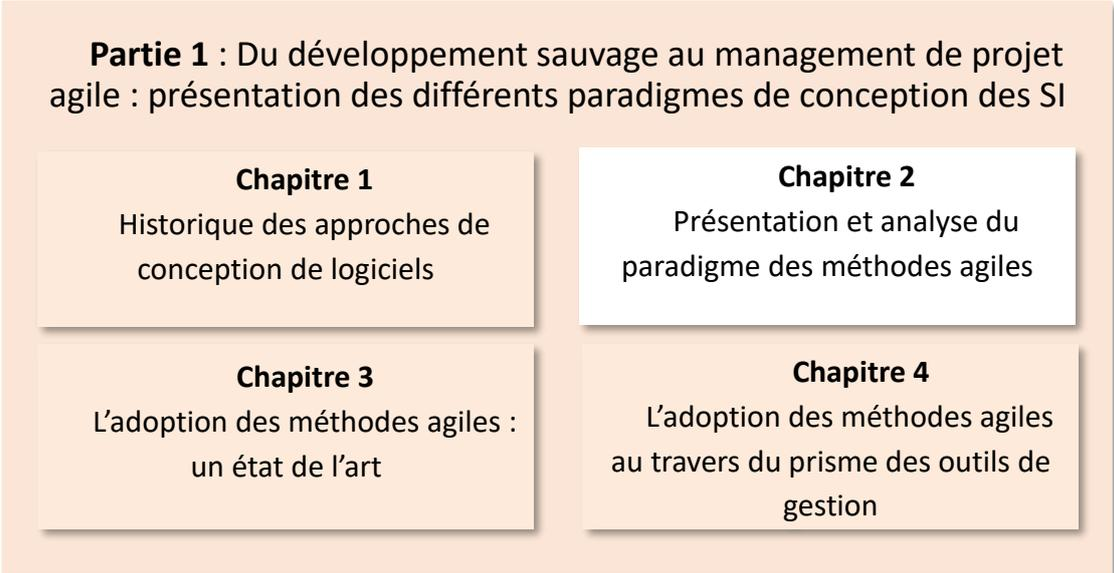 Partie 1 : Du développement sauvage au management de projet
agile : présentation des différents paradigmes de conception des SI
Chapitre 1
Historique des approches de
conception de logiciels
Chapitre 2
Présentation et analyse du
paradigme des méthodes agiles
Chapitre 3
L’adoption des méthodes agiles :
un état de l’art
Chapitre 4
L’adoption des méthodes agiles
au travers du prisme des outils de
gestion